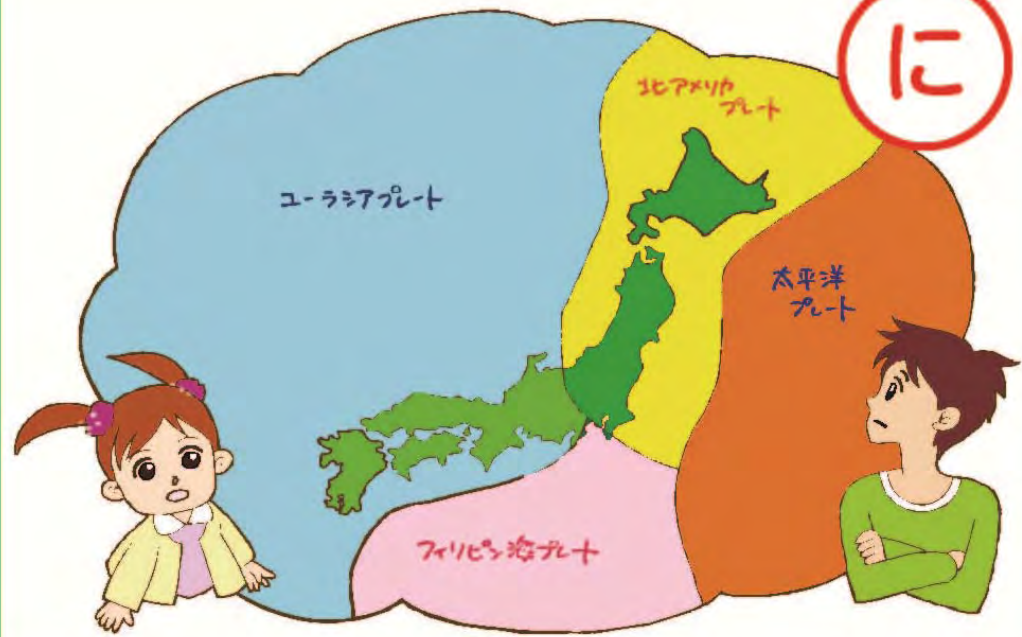 に
北アメリカ
プレート
ユーラシアプレート
太平洋
プレート
フィリピン海プレート